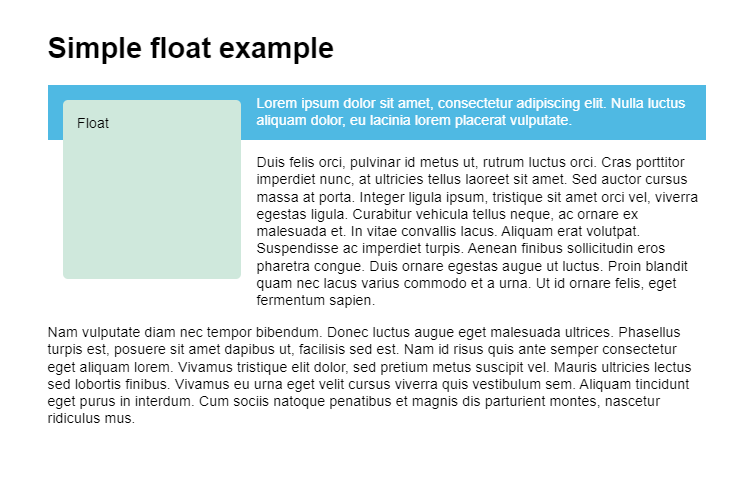 Simple float example
Float
Lorem ipsum dolor sit amet, consectetur adipiscing elit. Nulla luctus
aliquam dolor, eu lacinia lorem placerat vulputate.
Duis felis orci, pulvinar id metus ut, rutrum luctus orci. Cras porttitor
imperdiet nunc, at ultricies tellus laoreet sit amet. Sed auctor cursus
massa at porta. Integer ligula ipsum, tristique sit amet orci vel, viverra
egestas ligula. Curabitur vehicula tellus neque, ac ornare ex
malesuada et. In vitae convallis lacus. Aliquam erat volutpat.
Suspendisse ac imperdiet turpis. Aenean finibus sollicitudin eros
pharetra congue. Duis ornare egestas augue ut luctus. Proin blandit
quam nec lacus varius commodo et a urna. Ut id ornare felis, eget
fermentum sapien.
Nam vulputate diam nec tempor bibendum. Donec luctus augue eget malesuada ultrices. Phasellus
turpis est, posuere sit amet dapibus ut, facilisis sed est. Nam id risus quis ante semper consectetur
eget aliquam lorem. Vivamus tristique elit dolor, sed pretium metus suscipit vel. Mauris ultricies lectus
sed lobortis finibus. Vivamus eu urna eget velit cursus viverra quis vestibulum sem. Aliquam tincidunt
eget purus in interdum. Cum sociis natoque penatibus et magnis dis parturient montes, nascetur
ridiculus mus.